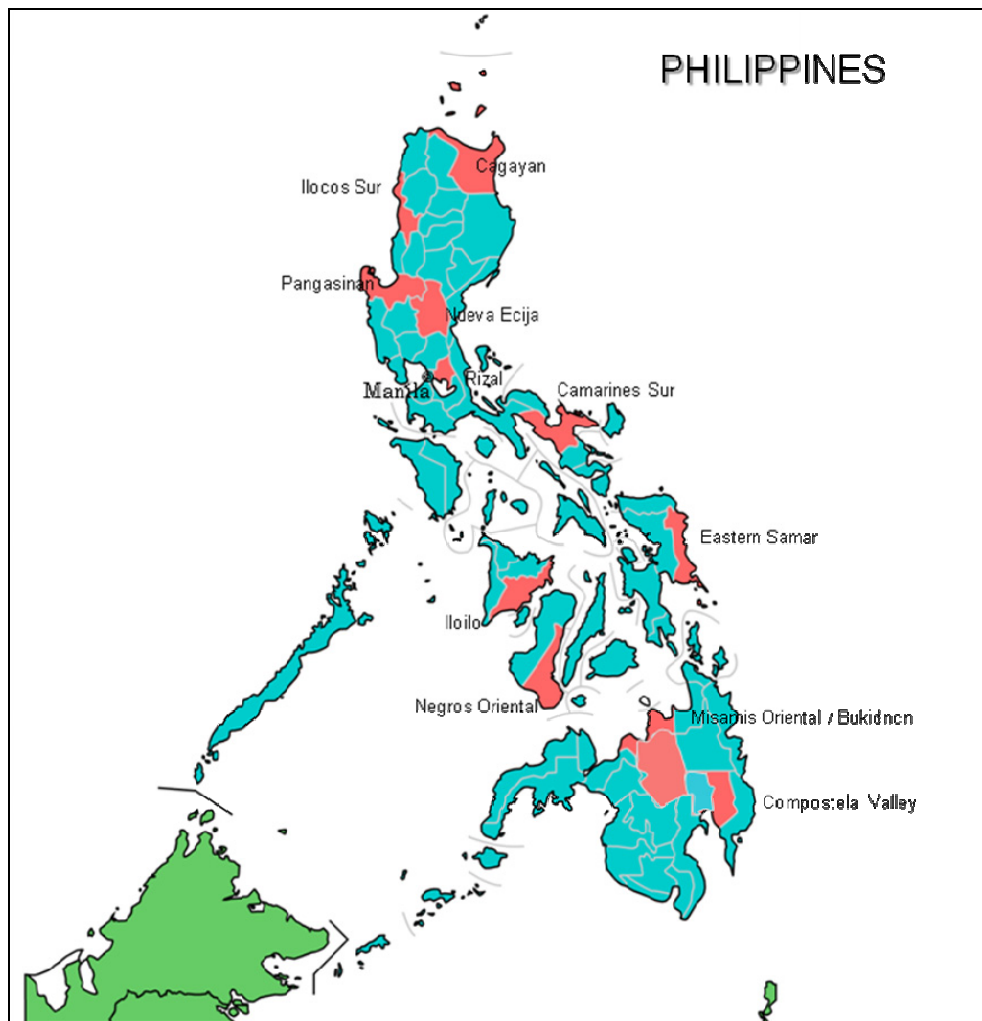 PHILIPPINES
Cagayan
Ilocos Sur
Pangasinan
Nueva Ecija
Rizal
Manila
Camarines Sur
Eastern Samar
Iloilo
Negros Oriental
Misamis Oriental / Bukidncn
Compostela Valley